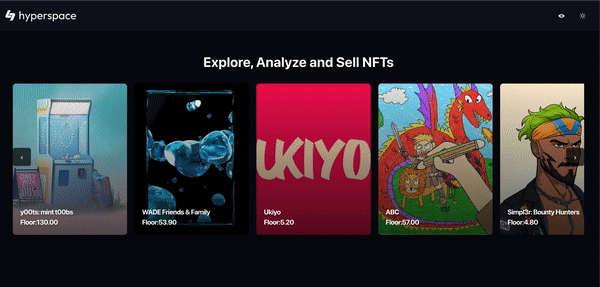 hyperspace
Explore, Analyze and Sell NFTs
y00ts: mint t00bs
Floor:130.00
WADE Friends & Family
Floor:53.90
UKIYO
Ukiyo
Floor:5.20
ABC
Floor:57.00
Simpl3r: Bounty Hunters
Floor:4.80